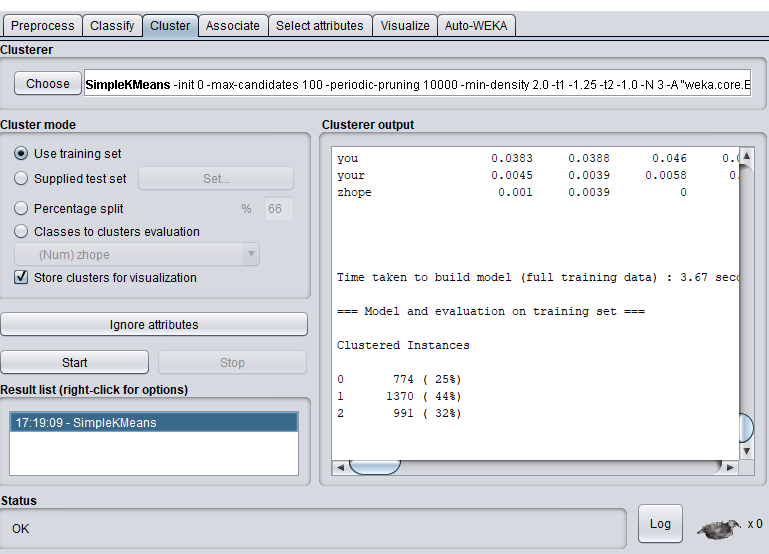 Preprocess Classify Cluster Associate Select attributes Visualize Auto-WEKA
Clusterer
Choose SimpleKMeans -init 0 -max-candidates 100 -periodic-pruning 10000 -min-density 2.0 -t1 -1.25 -t2 -1.0 -N 3 -A "weka.core.E
Cluster mode
Use training set
Supplied test set Set...
Percentage split % 66
Classes to clusters evaluation
(Num) zhope
Store clusters for visualization
Ignore attributes
Start Stop
Result list (right-click for options)
17:19:09 - SimpleKMeans
Clusterer output
you 0.0383 0.0388 0.046 0.
your 0.0045 0.0039 0.0058 0.
zhope 0.001 0.0039 0
Time taken to build model (full training data) : 3.67 seco
=== Model and evaluation on training set ===
Clustered Instances
0 774 ( 25%)
1 1370 ( 44%)
2 991 ( 32%)
Status
OK
Log x 0